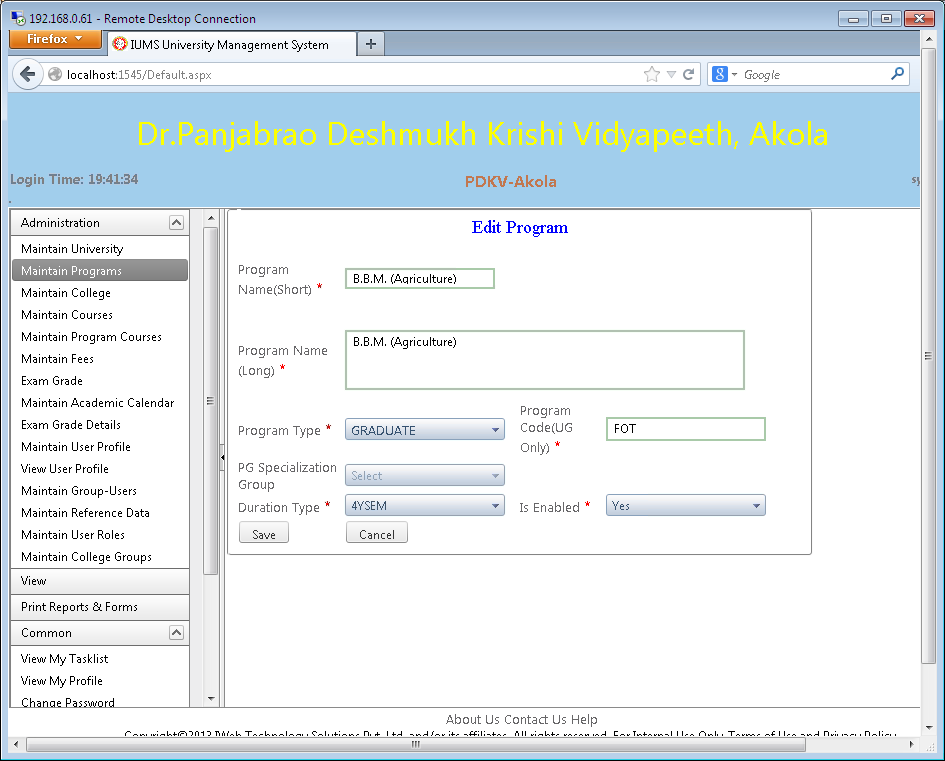 192.168.0.61 - Remote Desktop Connection
Firefox
IUMS University Management System
localhost:1545/Default.aspx
Google
Dr.Panjabrao Deshmukh Krishi Vidyapeeth, Akola
Login Time: 19:41:34
PDKV-Akola
sy
Administration
Maintain University
Maintain Programs
Maintain College
Maintain Courses
Maintain Program Courses
Maintain Fees
Exam Grade
Maintain Academic Calendar
Exam Grade Details
Maintain User Profile
View User Profile
Maintain Group-Users
Maintain Reference Data
Maintain User Roles
Maintain College Groups
View
Print Reports & Forms
Common
View My Tasklist
View My Profile
Change Password
Edit Program
Program
Name(Short) *
B.B.M. (Agriculture)
Program Name
(Long) *
B.B.M. (Agriculture)
Program Type *
GRADUATE
Program
Code(UG
Only) *
FOT
PG Specialization
Group
Select
Duration Type *
4YSEM
Is Enabled *
Yes
Save
Cancel
About Us Contact Us Help
Copyright©2013 IWeb Technology Solutions Pvt. Ltd. and/or its affiliates. All rights reserved. For Internal Use Only. Terms of Use and Privacy Policy